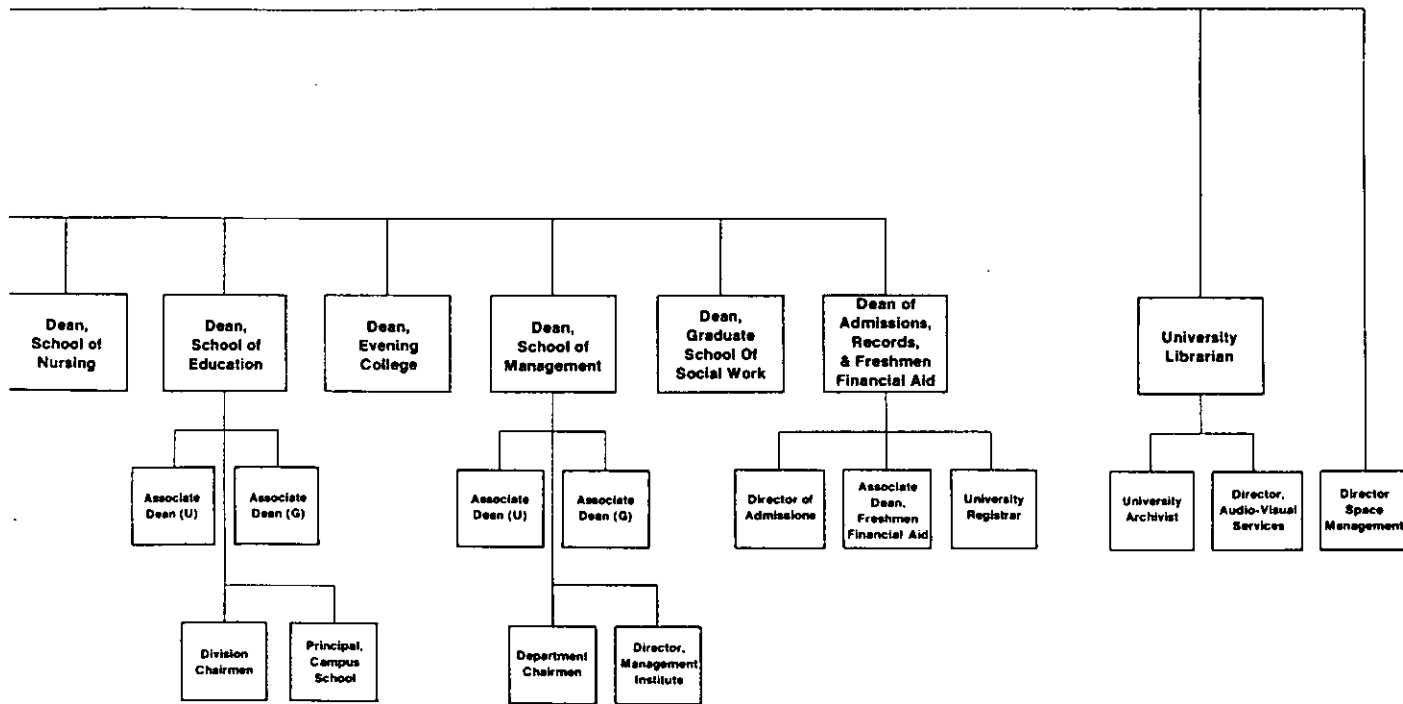 Dean,
School of
Nursing
Dean,
School of
Education
Dean,
Evening
College
Dean,
School of
Management
Dean,
Graduate
School Of
Social Work
Dean of
Admissions,
Records,
& Freshmen
Financial Aid
University
Librarian
Associate
Dean (U)
Associate
Dean (G)
Associate
Dean (U)
Associate
Dean (G)
Director of
Admissions
Associate
Dean,
Freshmen
Financial Aid
University
Registrar
University
Archivist
Director,
Audio-Visual
Services
Director
Space
Management
Division
Chairmen
Principal,
Campus
School
Department
Chairmen
Director,
Management
Institute